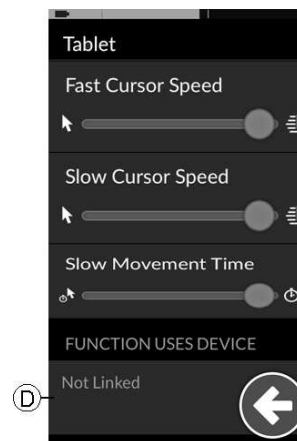 Tablet
Fast Cursor Speed
Slow Cursor Speed
Slow Movement Time
FUNCTION USES DEVICE
Not Linked
D